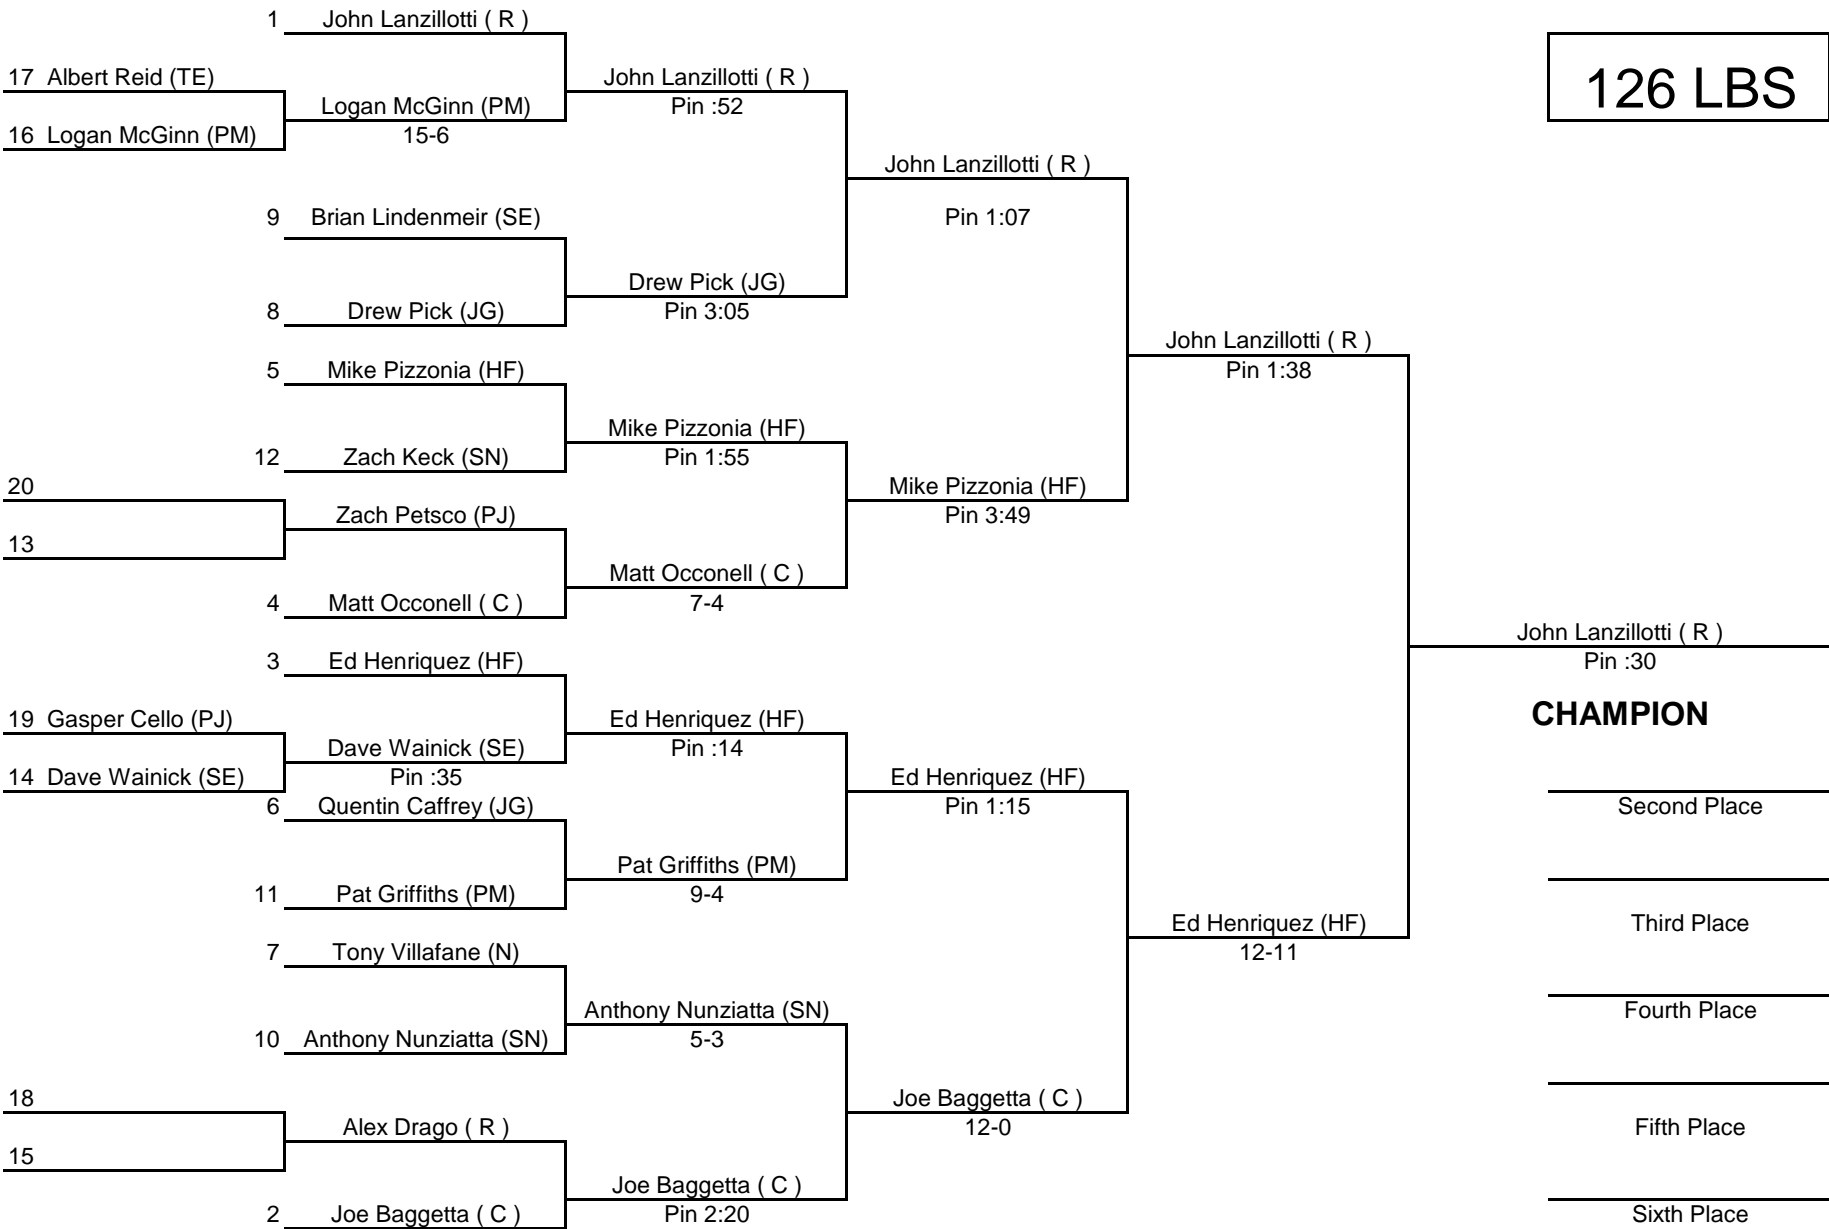 1 John Lanzillotti ( R )
126 LBS
17 Albert Reid (TE)
John Lanzillotti ( R )
Logan McGinn (PM)
Pin :52
16 Logan McGinn (PM)
15-6
John Lanzillotti ( R )
9 Brian Lindenmeir (SE)
Pin 1:07
Drew Pick (JG)
8 Drew Pick (JG)
Pin 3:05
John Lanzillotti ( R )
5 Mike Pizzonia (HF)
Pin 1:38
Mike Pizzonia (HF)
12 Zach Keck (SN)
Pin 1:55
20
Mike Pizzonia (HF)
Zach Petsco (PJ)
Pin 3:49
13
Matt Occonell ( C )
4 Matt Occonell ( C )
7-4
John Lanzillotti ( R )
3 Ed Henriquez (HF)
Pin :30
CHAMPION
19 Gasper Cello (PJ)
Ed Henriquez (HF)
Dave Wainick (SE)
Pin :14
14 Dave Wainick (SE)
Pin :35
Ed Henriquez (HF)
6 Quentin Caffrey (JG)
Pin 1:15
Second Place
Pat Griffiths (PM)
11 Pat Griffiths (PM)
9-4
Ed Henriquez (HF)
Third Place
7 Tony Villafane (N)
12-11
Anthony Nunziatta (SN)
Fourth Place
10 Anthony Nunziatta (SN)
5-3
18
Joe Baggetta ( C )
Alex Drago ( R )
12-0
Fifth Place
15
Joe Baggetta ( C )
2 Joe Baggetta ( C )
Pin 2:20
Sixth Place